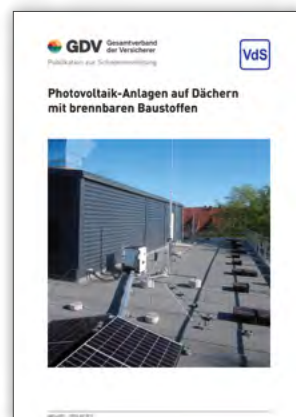 GDV Gesamtverband
der Versicherer
Publikation zur Schadenverhütung
VdS
Photovoltaik-Anlagen auf Dächern
mit brennbaren Baustoffen